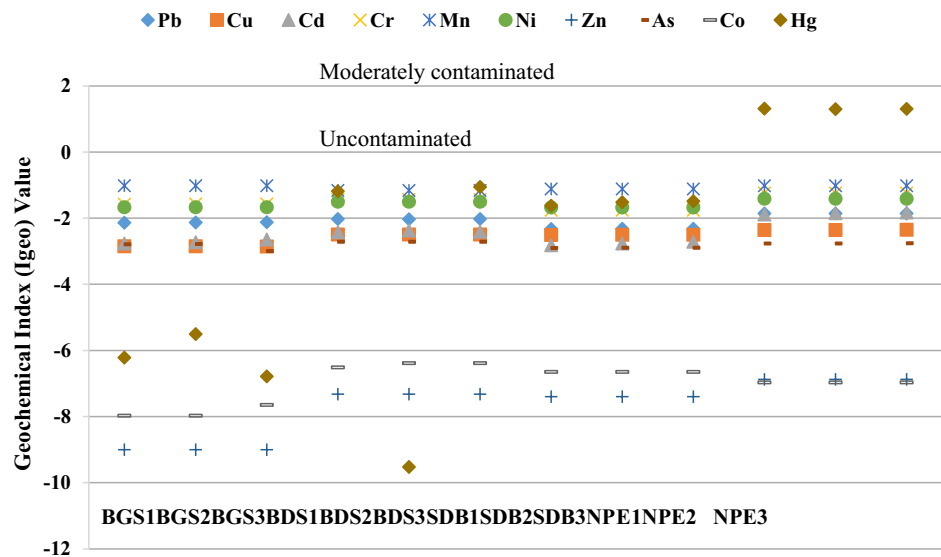 Pb Cu Cd Cr Mn Ni Zn As Co Hg
Moderately contaminated
2
Uncontaminated
0
-2
-4
-6
-8
-10
BGS1BGS2BGS3BDS1BDS2BDS3SDB1SDB2SDB3NPE1NPE2 NPE3
-12
Geochemical Index (Igeo) Value